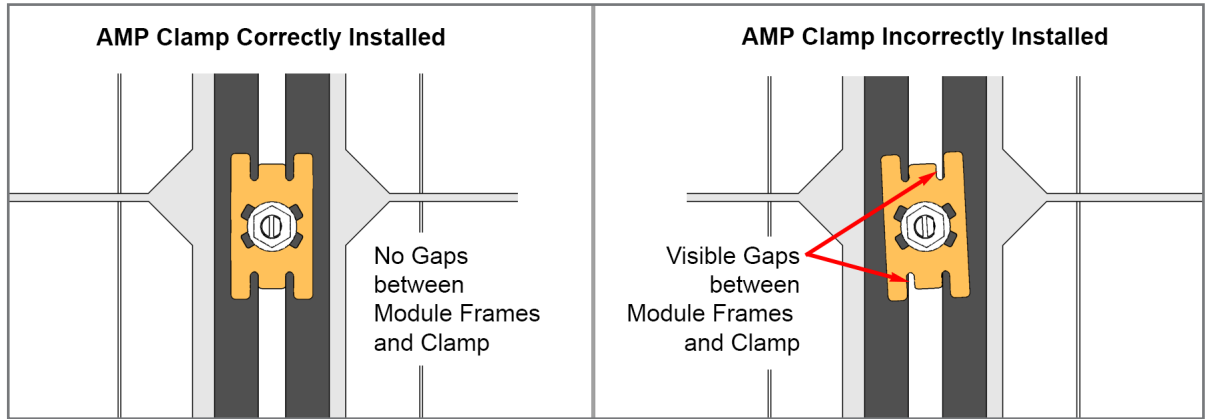 AMP Clamp Correctly Installed
No Gaps
between
Module Frames
and Clamp
AMP Clamp Incorrectly Installed
Visible Gaps
between
Module Frames
and Clamp